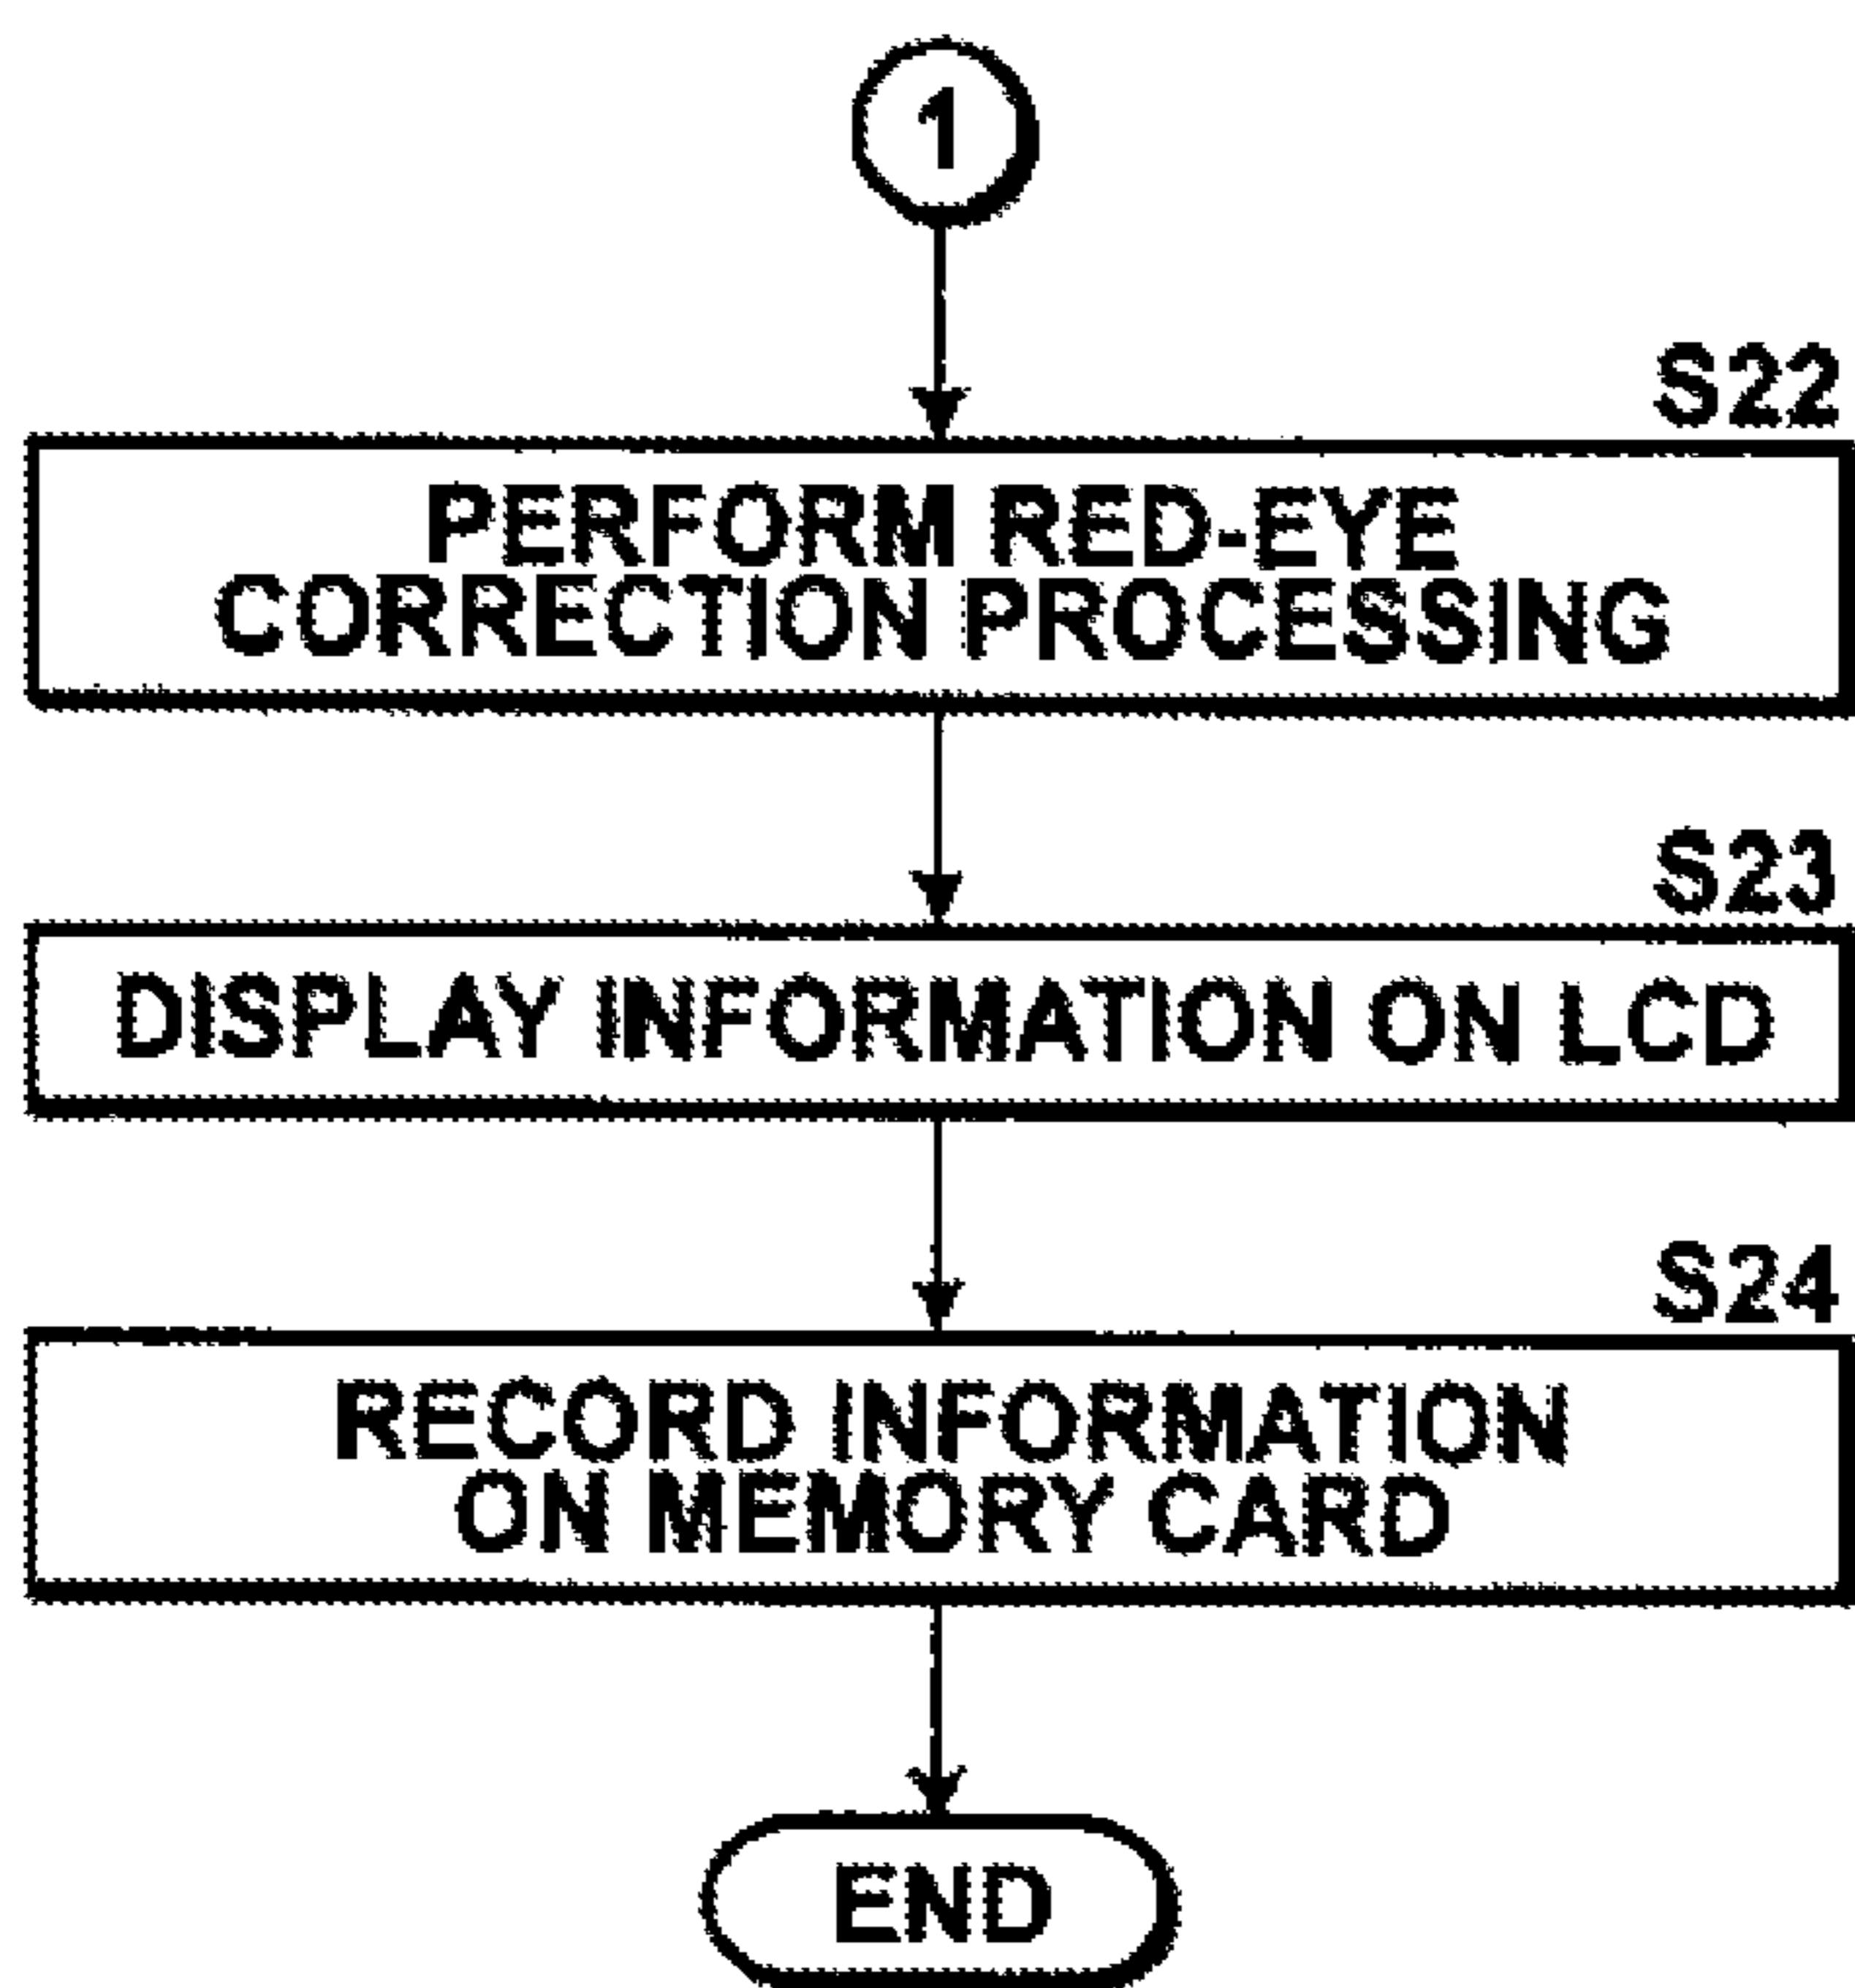 1
S22
PERFORM RED-EYE
CORRECTION PROCESSING
S23
DISPLAY INFORMATION ON LCD
S24
RECORD INFORMATION
ON MEMORY CARD
END